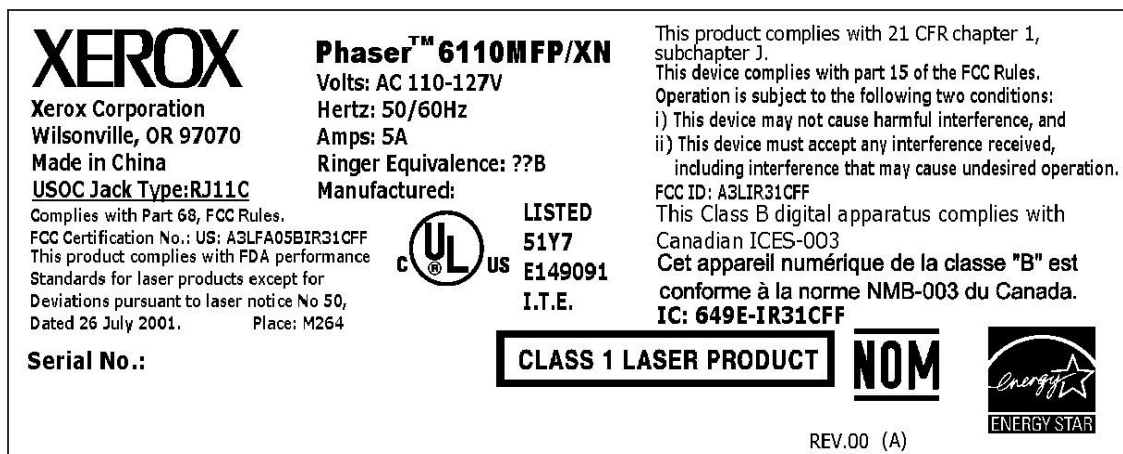 XEROX
Xerox Corporation
Wilsonville, OR 97070
Made in China
USOC Jack Type:RJ11C
Complies with Part 68, FCC Rules.
FCC Certification No.: US: A3LFA05BIR31CFF
This product complies with FDA performance
Standards for laser products except for
Deviations pursuant to laser notice No 50,
Dated 26 July 2001. Place: M264
Serial No.:
Phaser™ 6110MFP/XN
Volts: AC 110-127V
Hertz: 50/60Hz
Amps: 5A
Ringer Equivalence: ??B
Manufactured:
C UL ® US
LISTED
51Y7
E149091
I.T.E.
This product complies with 21 CFR chapter 1,
subchapter J.
This device complies with part 15 of the FCC Rules.
Operation is subject to the following two conditions:
i) This device may not cause harmful interference, and
ii) This device must accept any interference received,
including interference that may cause undesired operation.
FCC ID: A3LIR31CFF
This Class B digital apparatus complies with
Canadian ICES-003
Cet appareil numérique de la classe "B" est
conforme à la norme NMB-003 du Canada.
IC: 649E-IR31CFF
CLASS 1 LASER PRODUCT
NOM
energy
ENERGY STAR
REV.00 (A)